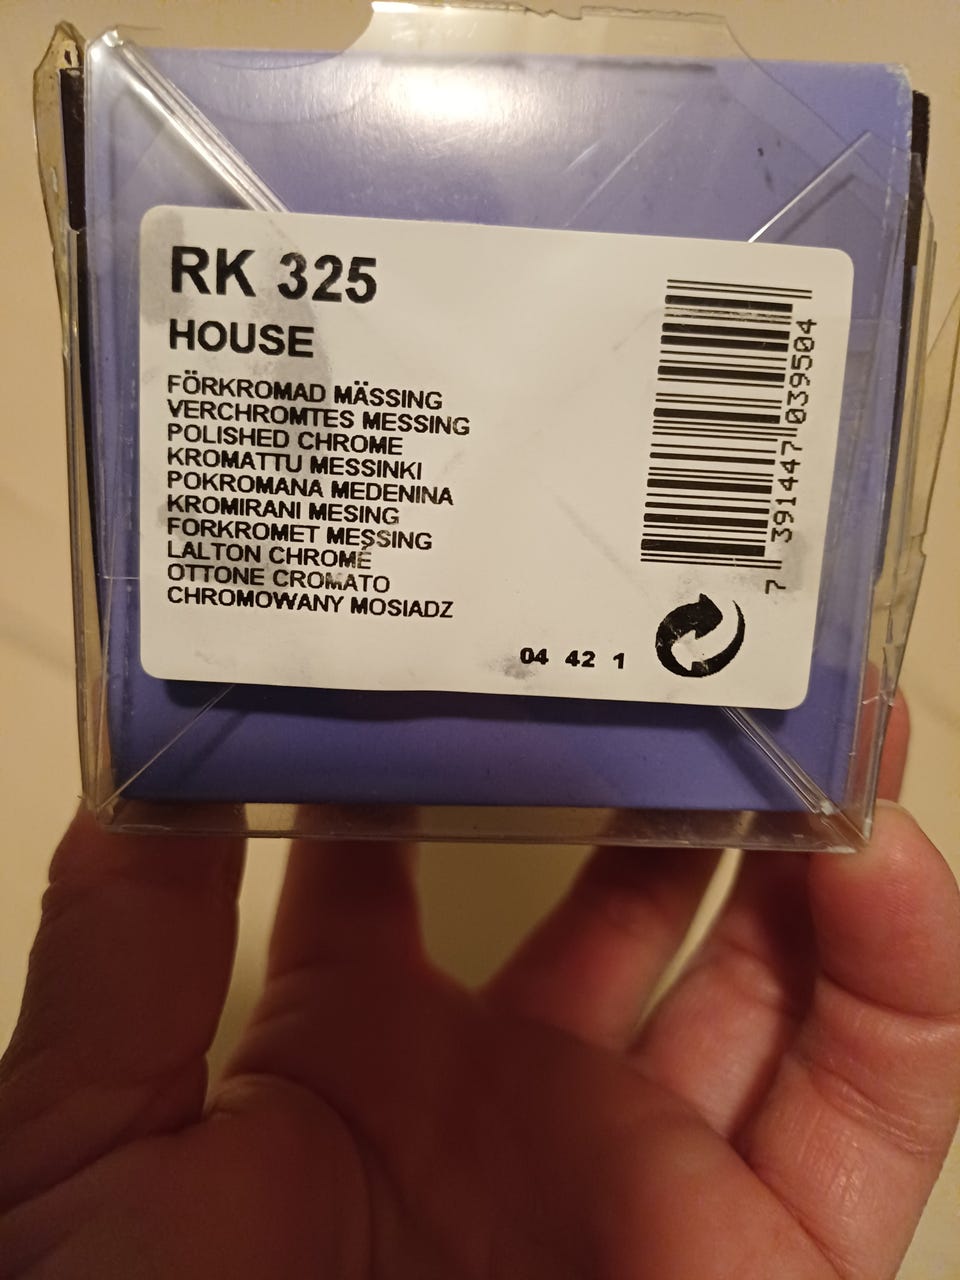 RK 325
HOUSE
FÖRKROMAD MÄSSING
VERCHROMTES MESSING
POLISHED CHROME
KROMATTU MESSINKI
POKROMANA MEDENINA
KROMIRANI MESING
FORKROMET MESSING
LALTON CHROMÉ
OTTONE CROMATO
CHROMOWANY MOSIADZ
04 42 1
7 391447 039504